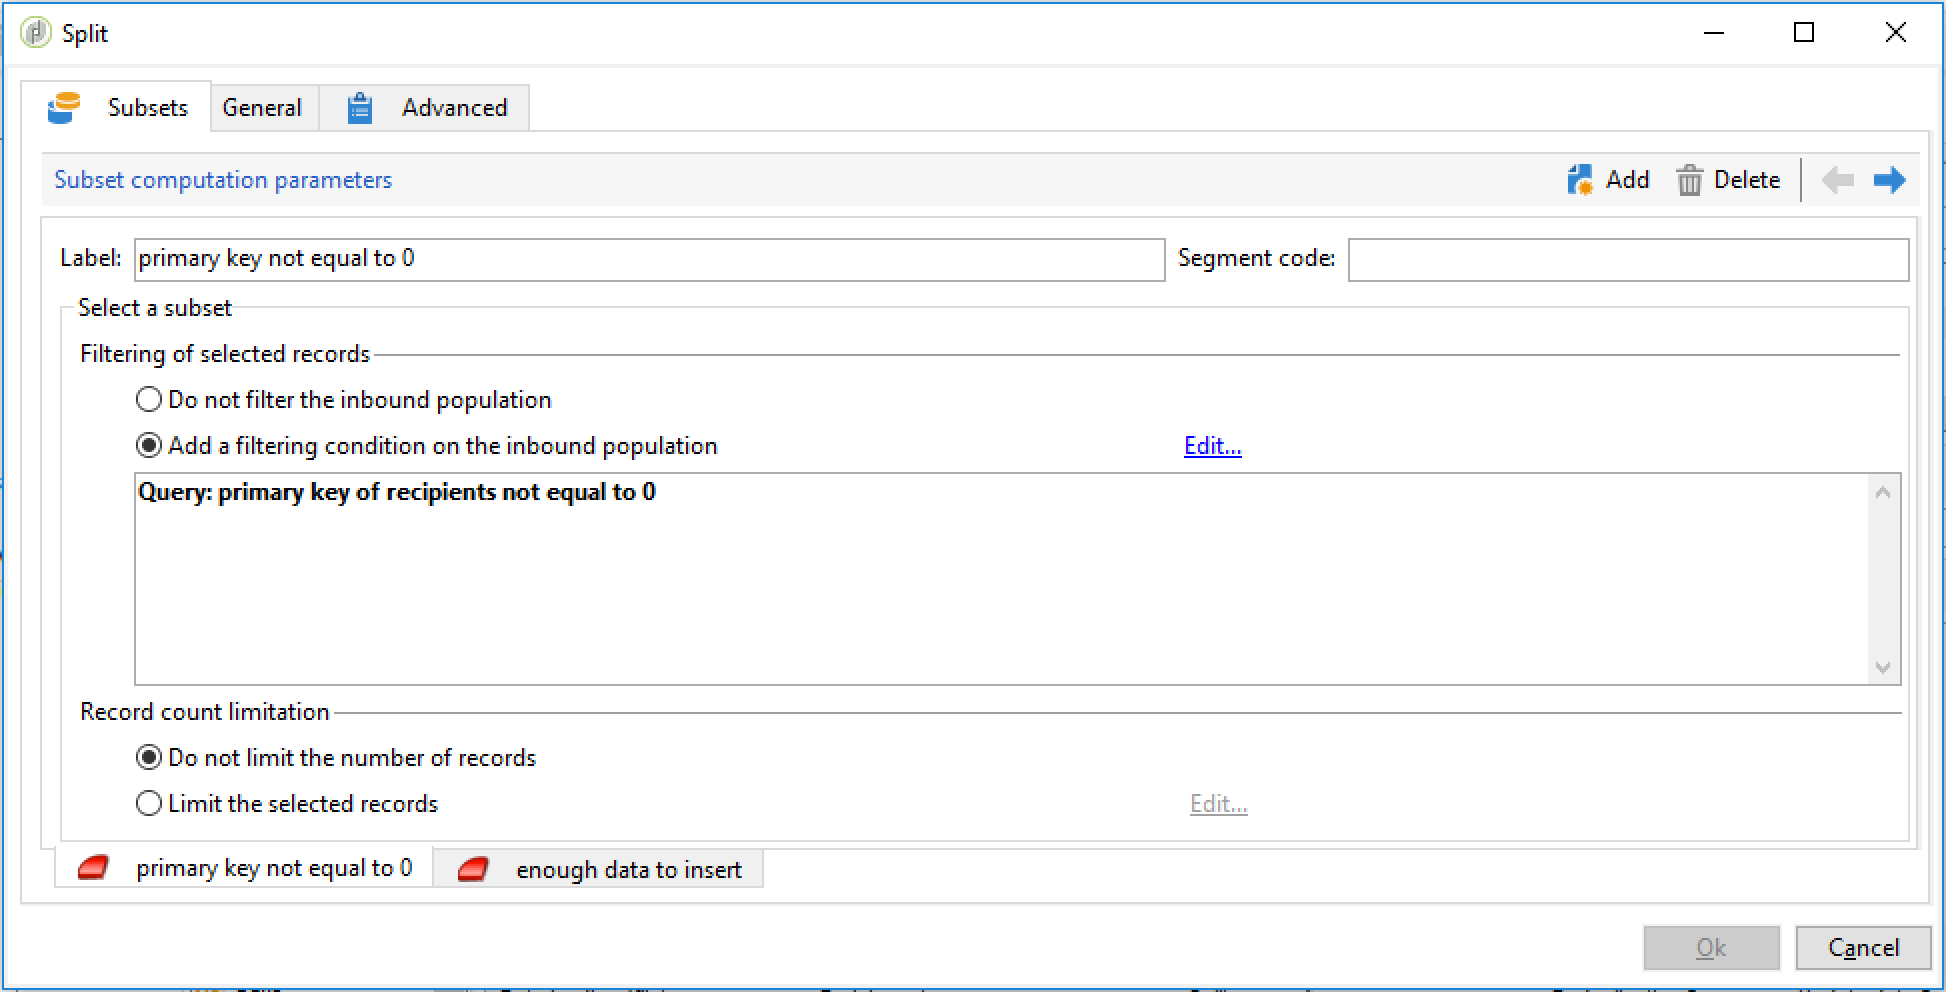 Split
Subsets General Advanced
Subset computation parameters Add Delete
Label: primary key not equal to 0 Segment code:
Select a subset
Filtering of selected records
Do not filter the inbound population
Add a filtering condition on the inbound population Edit...
Query: primary key of recipients not equal to 0
Record count limitation
Do not limit the number of records
Limit the selected records Edit...
primary key not equal to 0 enough data to insert
Ok Cancel